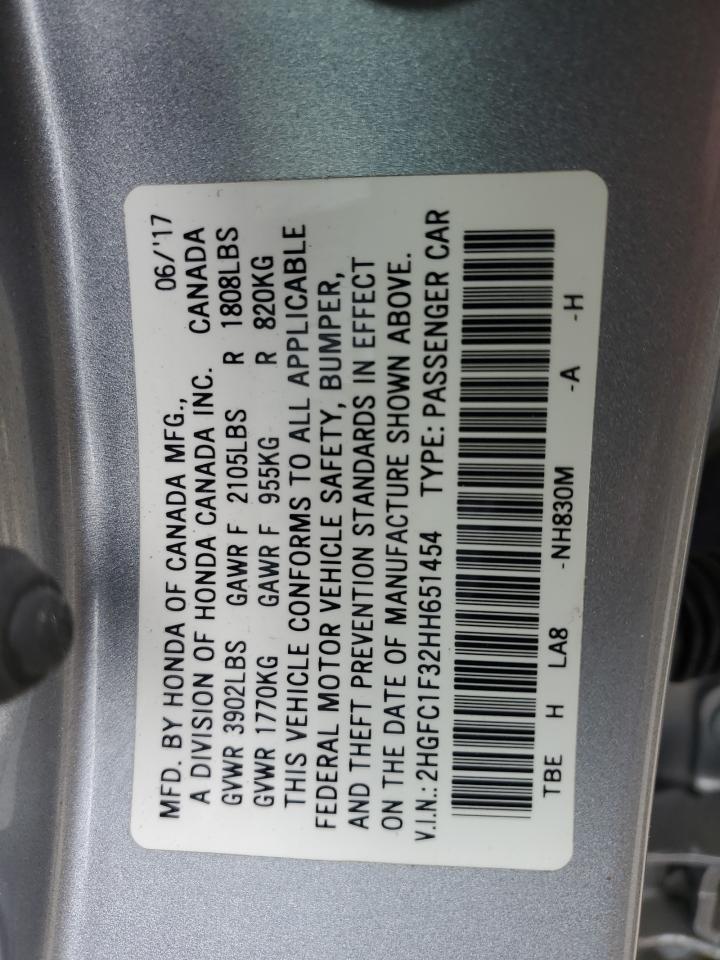 MFD. BY HONDA OF CANADA MFG., 06/'17
A DIVISION OF HONDA CANADA INC. CANADA
GVWR 3902LBS GAWR F 2105LBS R 1808LBS
GVWR 1770KG GAWR F 955KG R 820KG
THIS VEHICLE CONFORMS TO ALL APPLICABLE
FEDERAL MOTOR VEHICLE SAFETY, BUMPER,
AND THEFT PREVENTION STANDARDS IN EFFECT
ON THE DATE OF MANUFACTURE SHOWN ABOVE.
V.I.N.: 2HGFC1F32HH651454 TYPE: PASSENGER CAR
TBE H LA8 -NH830M -A -H